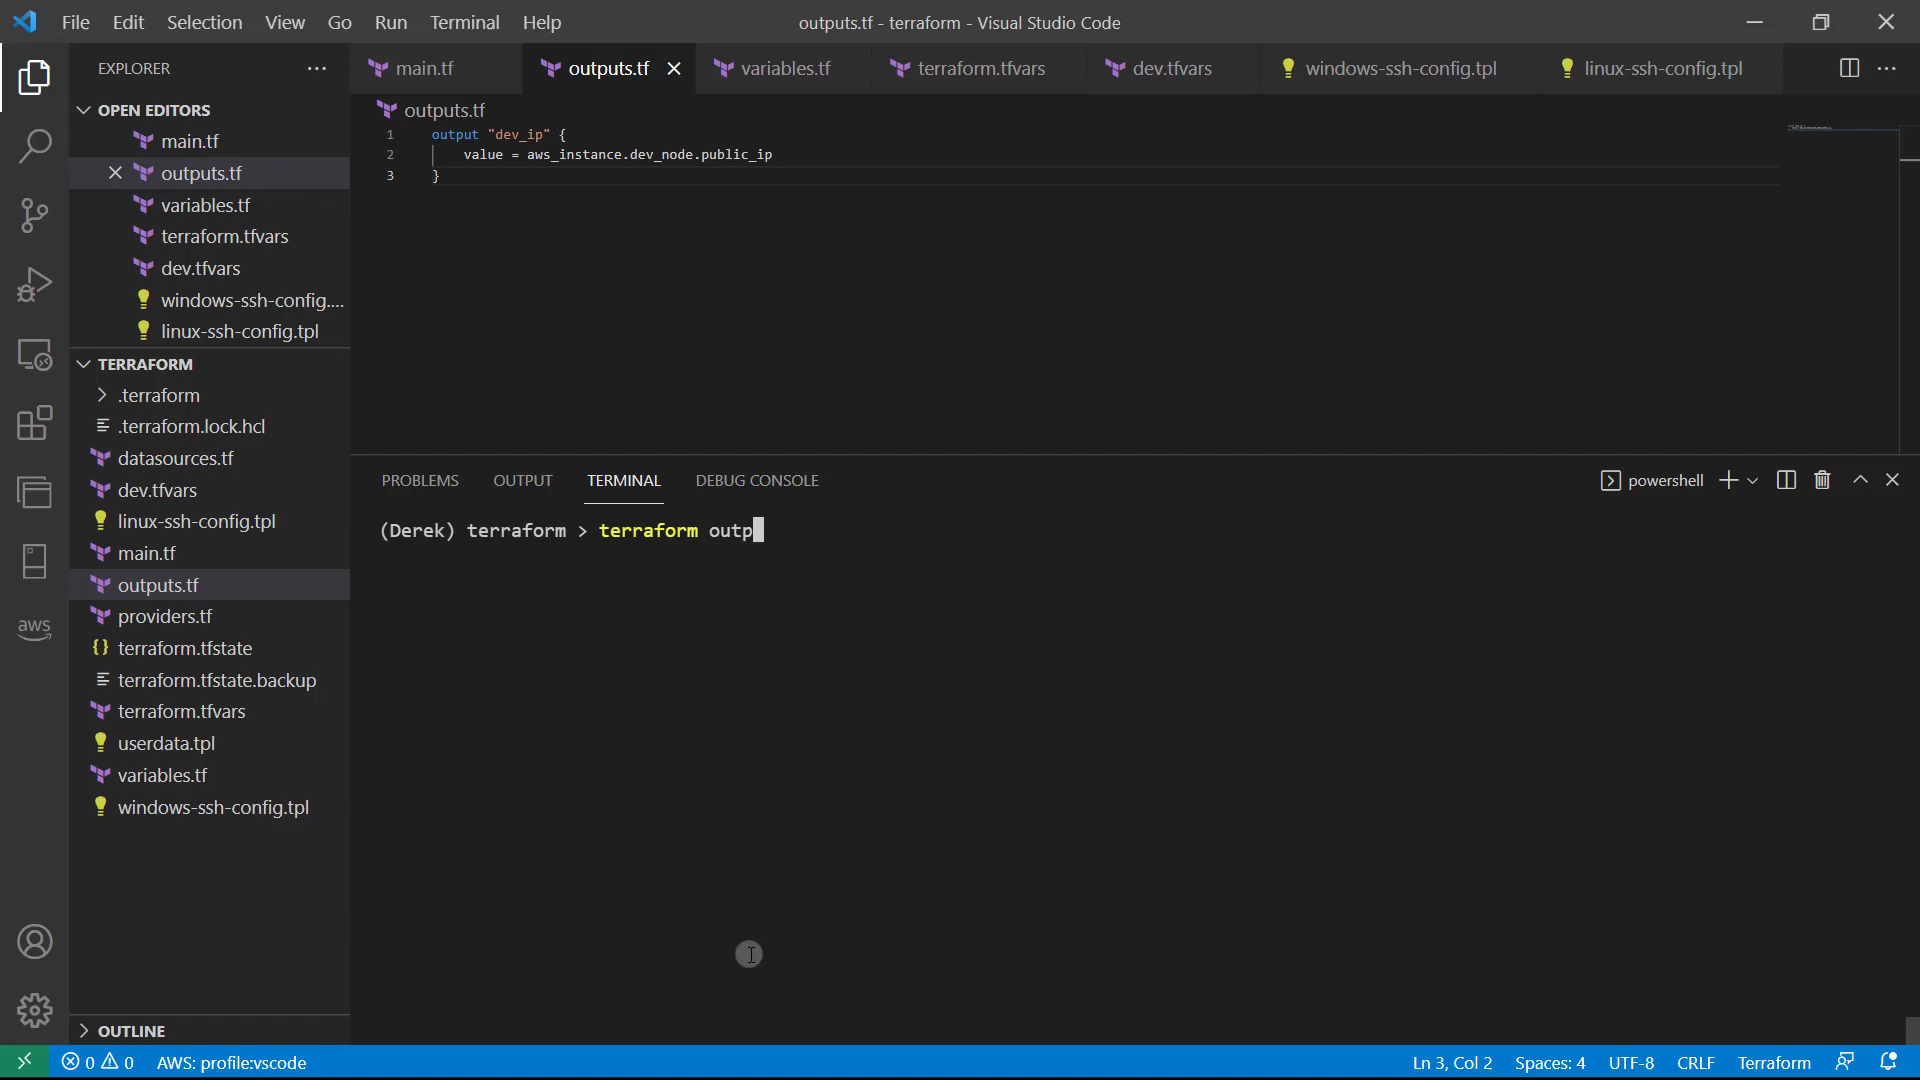 File Edit Selection View Go Run Terminal Help
outputs.tf - terraform - Visual Studio Code
EXPLORER
OPEN EDITORS
main.tf
outputs.tf
variables.tf
terraform.tfvars
dev.tfvars
windows-ssh-config....
linux-ssh-config.tpl
TERRAFORM
.terraform
.terraform.lock.hcl
datasources.tf
dev.tfvars
linux-ssh-config.tpl
main.tf
outputs.tf
providers.tf
terraform.tfstate
terraform.tfstate.backup
terraform.tfvars
userdata.tpl
variables.tf
windows-ssh-config.tpl
OUTLINE
aws
main.tf outputs.tf variables.tf terraform.tfvars dev.tfvars windows-ssh-config.tpl linux-ssh-config.tpl
outputs.tf
1 output "dev_ip" {
2 value = aws_instance.dev_node.public_ip
3 }
PROBLEMS OUTPUT TERMINAL DEBUG CONSOLE
powershell
(Derek) terraform > terraform outp
0 0 AWS: profile:vscode
Ln 3, Col 2 Spaces: 4 UTF-8 CRLF Terraform